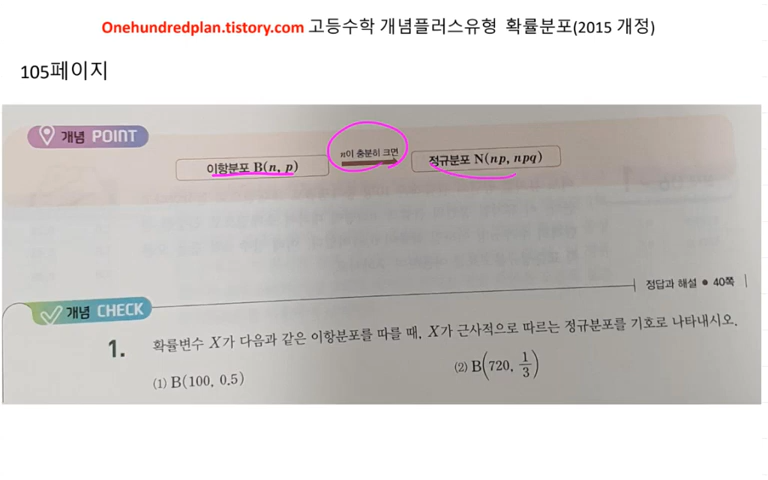 Onehundredplan.tistory.com 고등수학 개념플러스유형 확률분포(2015 개정)
105페이지
개념 POINT
이항분포 B(n, p) n이 충분히 크면 정규분포 N(np, npq)
정답과 해설 ● 40쪽
개념 CHECK
1. 확률변수 X가 다음과 같은 이항분포를 따를 때, X가 근사적으로 따르는 정규분포를 기호로 나타내시오.
(1) B(100, 0.5) (2) B(720, 1/3)